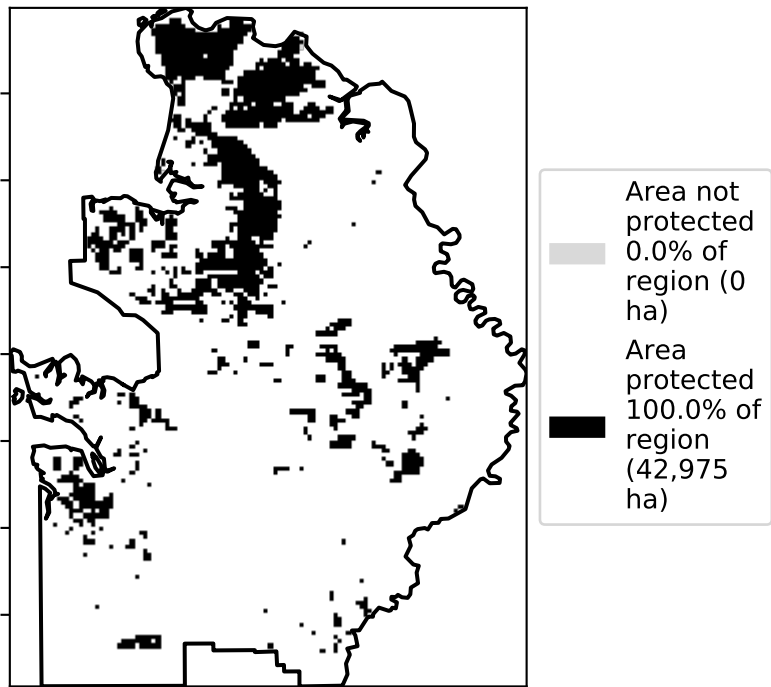 Area not
protected
0.0% of
region (0
ha)
Area
protected
100.0% of
region
(42,975
ha)